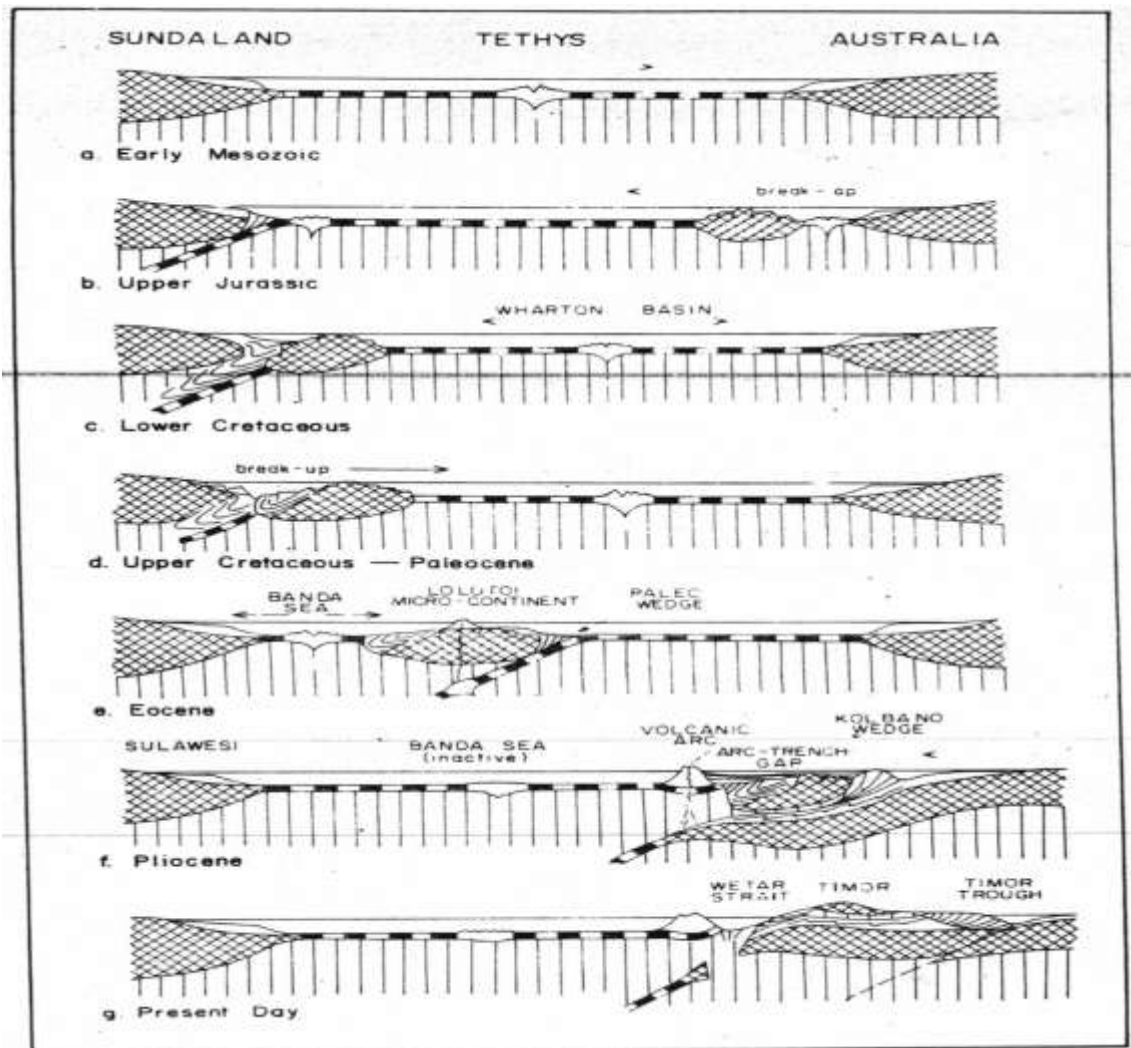 SUNDALAND TETHYS AUSTRALIA
a. Early Mesozoic
break-up
b. Upper Jurassic
WHARTON BASIN
c. Lower Cretaceous
break-up
d. Upper Cretaceous — Paleocene
BANDA
SEA
MICRO-CONTINENT
PALEO
WEDGE
e. Eocene
SULAWESI
BANDA SEA
(inactive)
VOLCANIC
ARC
ARC-TRENCH
GAP
KOLBANO
WEDGE
f. Pliocene
WETAR
STRAIT
TIMOR
TIMOR
TROUGH
g. Present Day